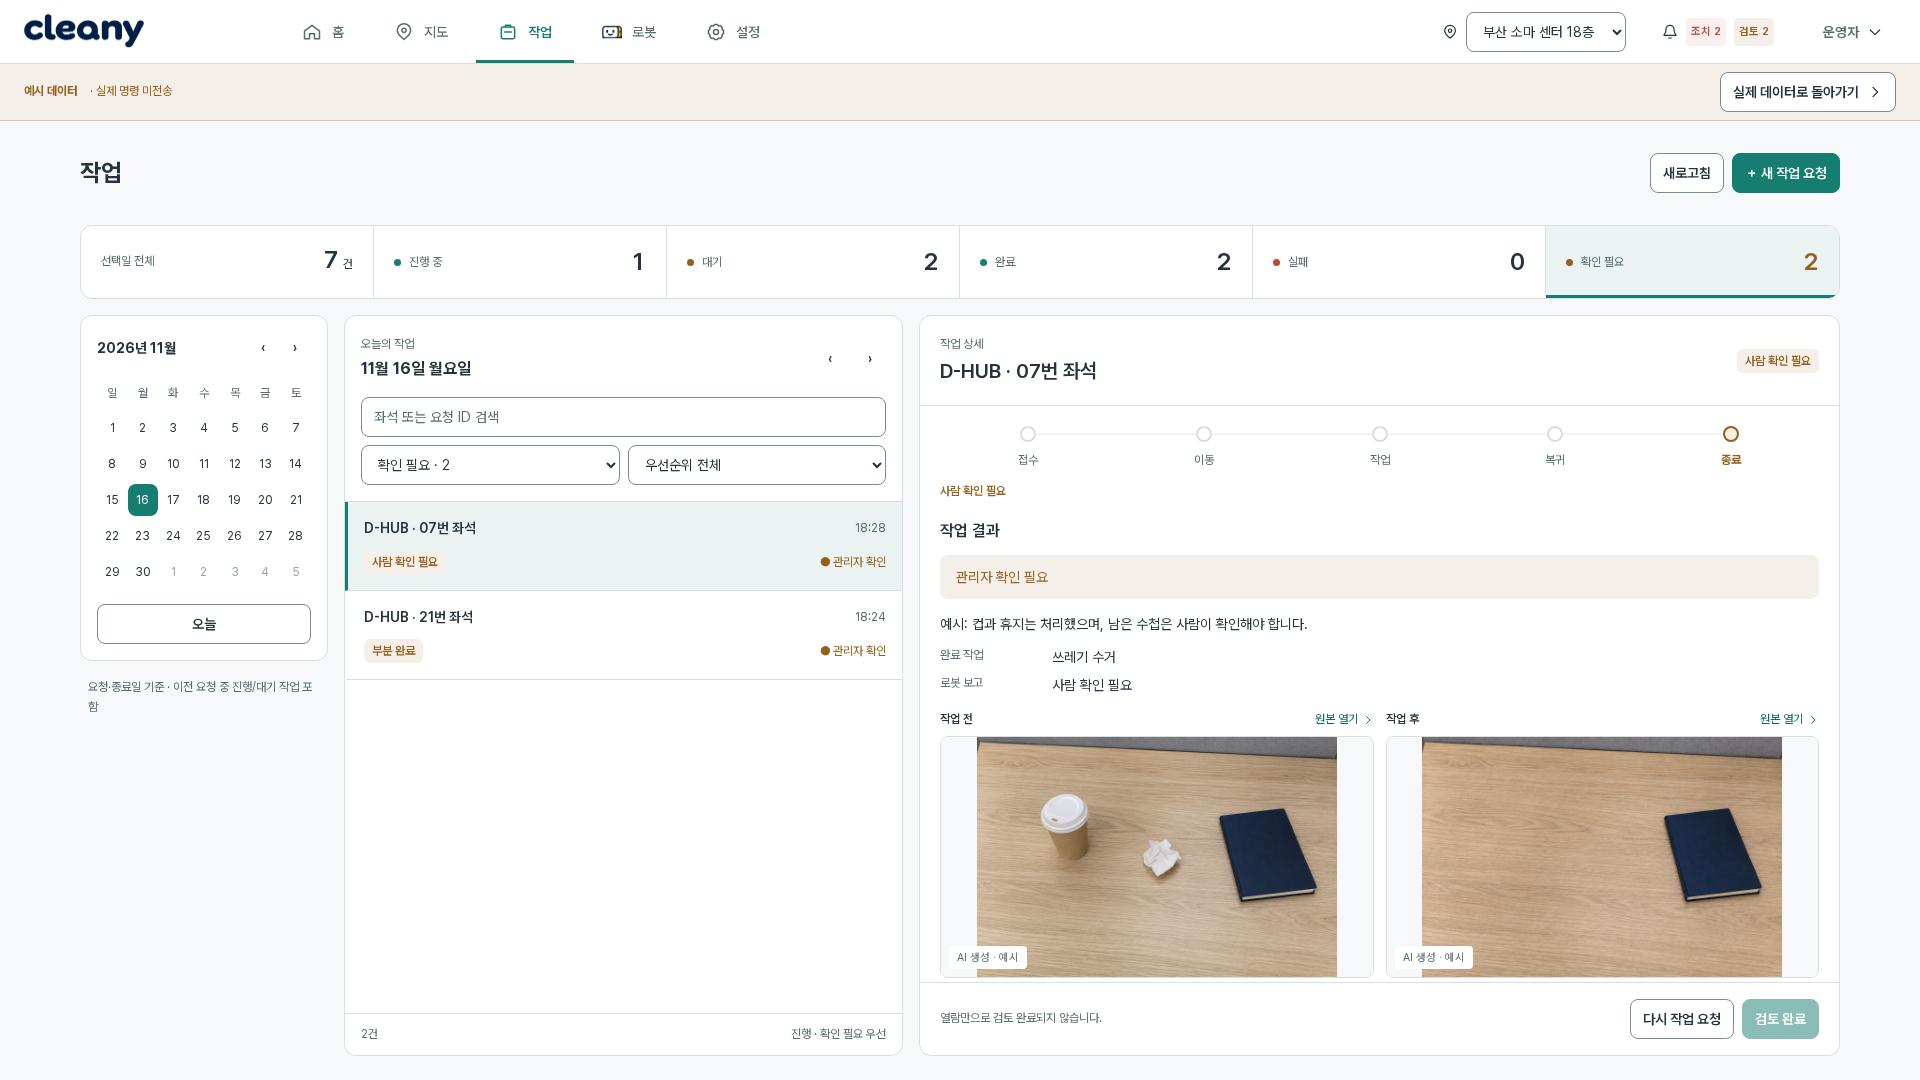 cleany
홈
지도
작업
로봇
설정
부산 소마 센터 18층
조치 2
검토 2
운영자
예시 데이터 · 실제 명령 미전송
실제 데이터로 돌아가기
작업
새로고침
+ 새 작업 요청
선택일 전체 7 건
진행 중 1
대기 2
완료 2
실패 0
확인 필요 2
2026년 11월 ‹ ›
일 월 화 수 목 금 토
1 2 3 4 5 6 7
8 9 10 11 12 13 14
15 16 17 18 19 20 21
22 23 24 25 26 27 28
29 30 1 2 3 4 5
오늘
요청·종료일 기준 · 이전 요청 중 진행/대기 작업 포
함
오늘의 작업
11월 16일 월요일 ‹ ›
좌석 또는 요청 ID 검색
확인 필요 · 2
우선순위 전체
D-HUB · 07번 좌석 18:28
사람 확인 필요 관리자 확인
D-HUB · 21번 좌석 18:24
부분 완료 관리자 확인
2건 진행 · 확인 필요 우선
작업 상세
D-HUB · 07번 좌석
사람 확인 필요
접수 이동 작업 복귀 종료
사람 확인 필요
작업 결과
관리자 확인 필요
예시: 컵과 휴지는 처리했으며, 남은 수첩은 사람이 확인해야 합니다.
완료 작업 쓰레기 수거
로봇 보고 사람 확인 필요
작업 전 원본 열기
작업 후 원본 열기
AI 생성 · 예시
AI 생성 · 예시
열람만으로 검토 완료되지 않습니다.
다시 작업 요청
검토 완료